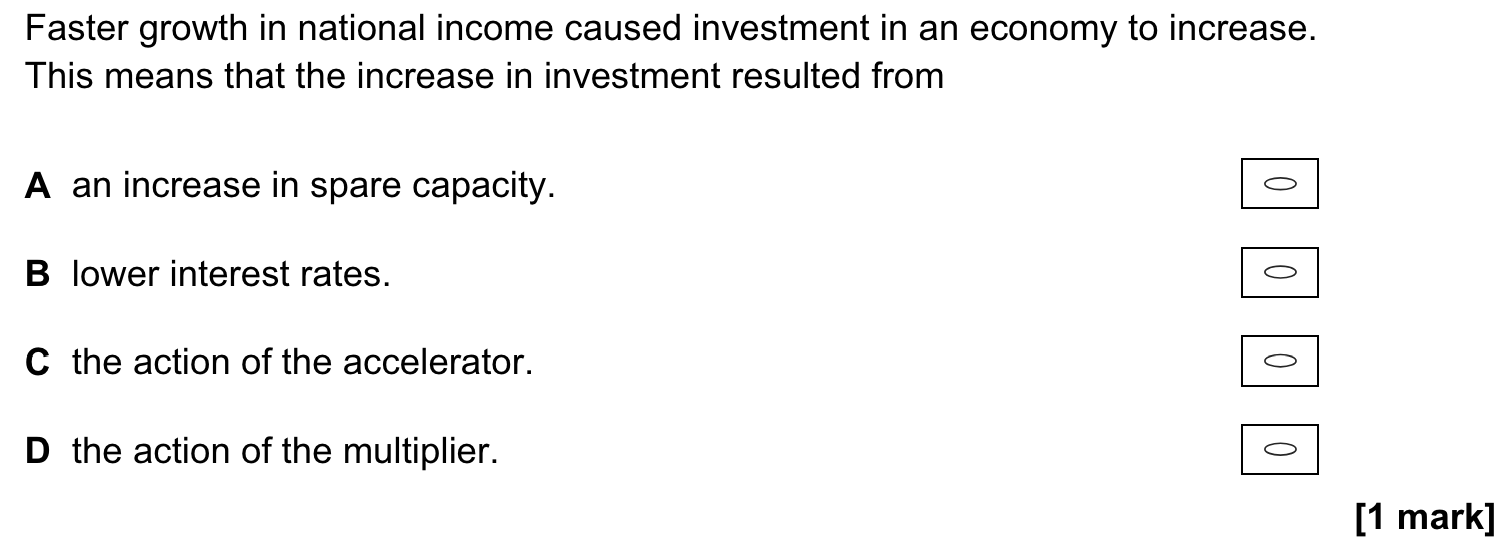 Faster growth in national income caused investment in an economy to increase.
This means that the increase in investment resulted from
A an increase in spare capacity.
B lower interest rates.
C the action of the accelerator.
D the action of the multiplier.
[1 mark]